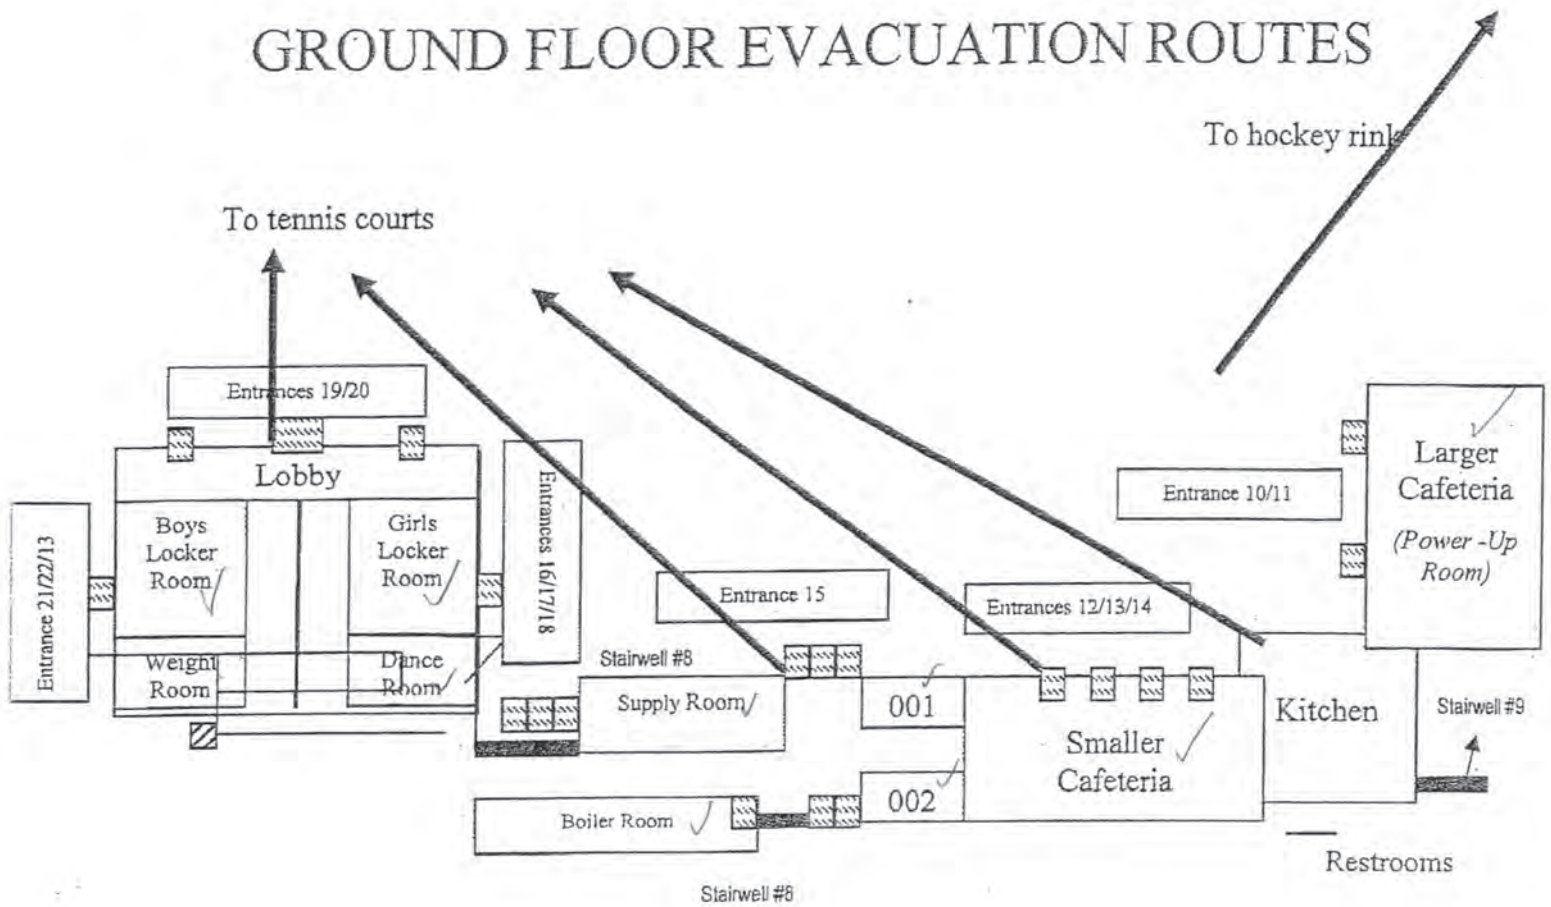 GROUND FLOOR EVACUATION ROUTES
To hockey rink
To tennis courts
Entrances 19/20
Lobby
Boys
Locker
Room
Girls
Locker
Room
Entrance 21/22/13
Entrances 16/17/18
Weight
Room
Dance
Room
Stairwell #8
Entrance 15
Entrances 12/13/14
Entrance 10/11
Larger
Cafeteria
(Power -Up
Room)
Supply Room
001
002
Smaller
Cafeteria
Kitchen
Stairwell #9
Boiler Room
Restrooms
Stairwell #8